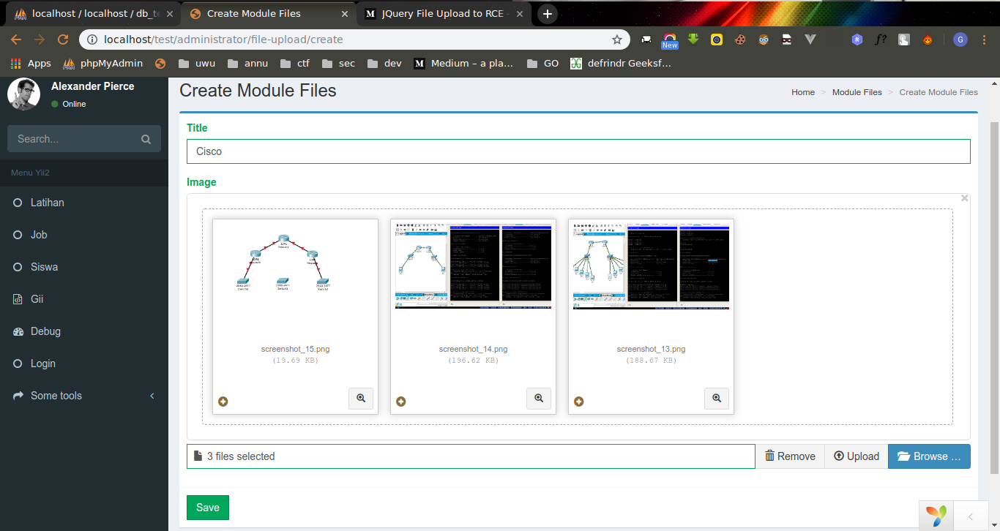 localhost / localhost / db_te
Create Module Files
M JQuery File Upload to RCE -
localhost/test/administrator/file-upload/create
New
R
f?
G
Apps phpMyAdmin uwu annu ctf sec dev M Medium – a pla... GO defrindr Geeksf...
Alexander Pierce
Online
Search...
Menu Yii2
Latihan
Job
Siswa
Gii
Debug
Login
Some tools
Create Module Files
Home > Module Files > Create Module Files
Title
Cisco
Image
screenshot_15.png
(19.69 KB)
screenshot_14.png
(196.62 KB)
screenshot_13.png
(188.67 KB)
3 files selected
Remove
Upload
Browse …
Save